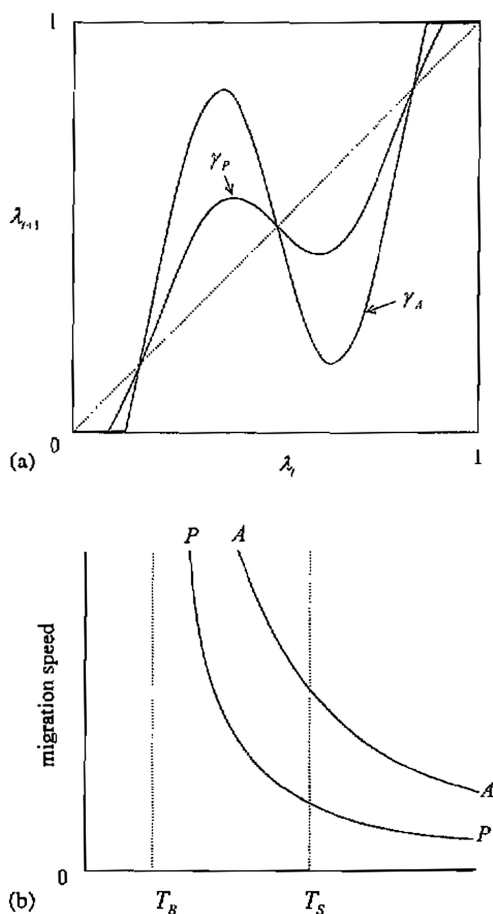 1
γ_P
λ_{t+1}
γ_A
0
1
(a)
λ_t
P A
migration speed
A
P
0
(b)
T_B T_S